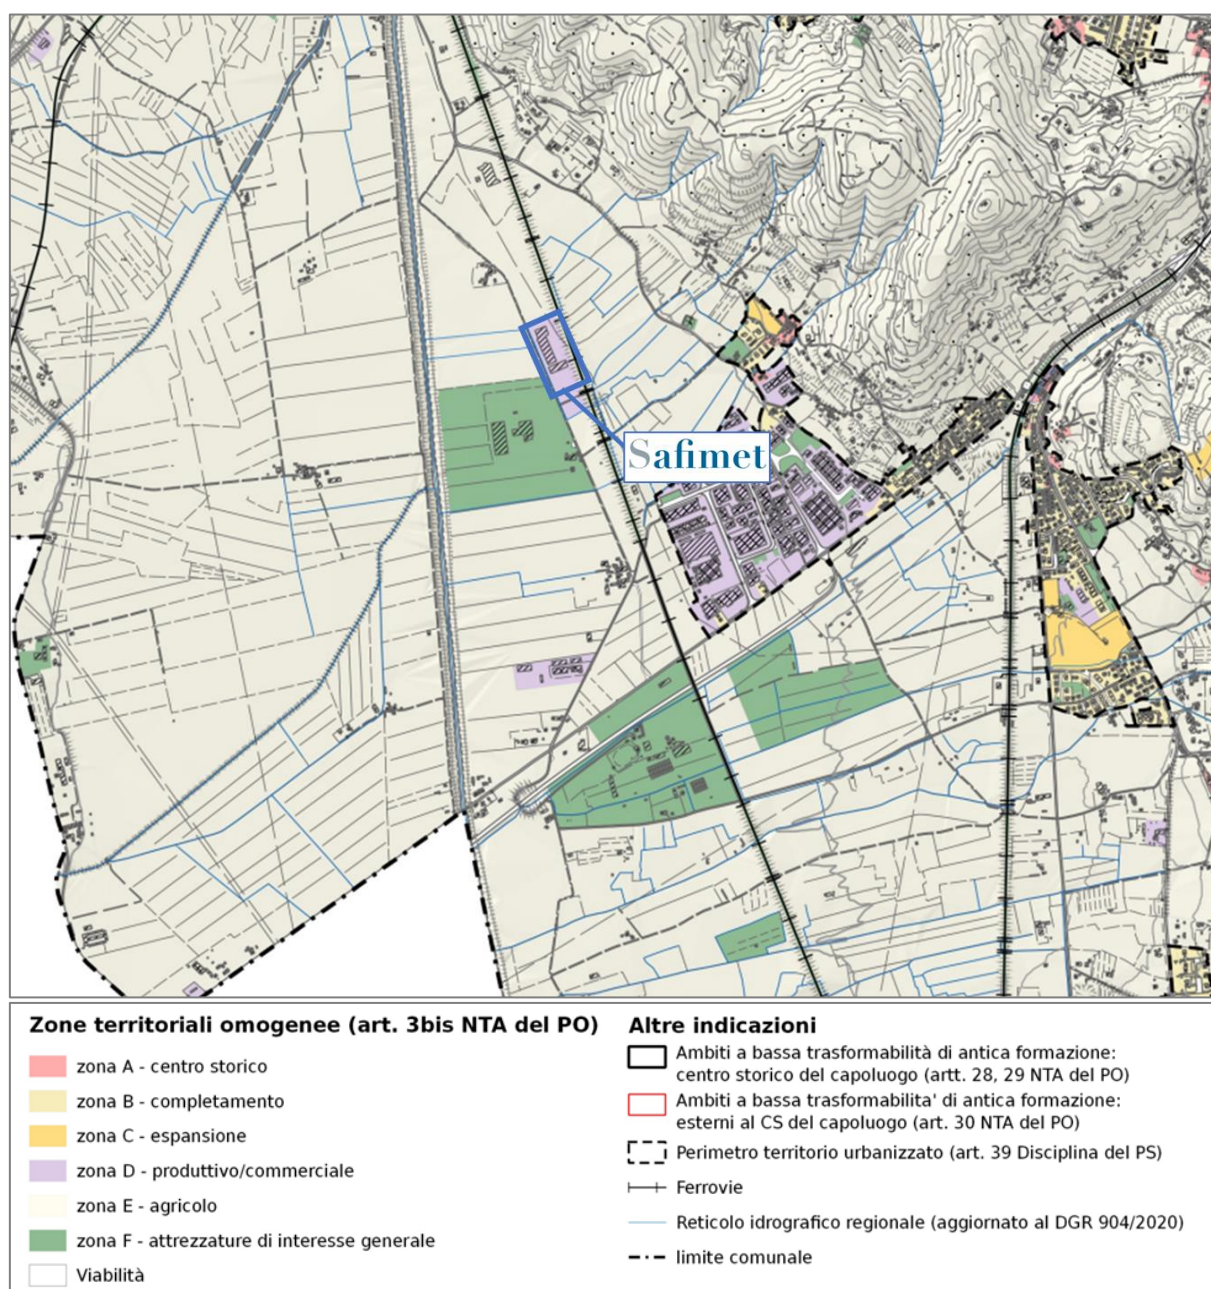 Safimet
Zone territoriali omogenee (art. 3bis NTA del PO)
zona A - centro storico
zona B - completamento
zona C - espansione
zona D - produttivo/commerciale
zona E - agricolo
zona F - attrezzature di interesse generale
Viabilità
Altre indicazioni
Ambiti a bassa trasformabilità di antica formazione:
centro storico del capoluogo (artt. 28, 29 NTA del PO)
Ambiti a bassa trasformabilita' di antica formazione:
esterni al CS del capoluogo (art. 30 NTA del PO)
Perimetro territorio urbanizzato (art. 39 Disciplina del PS)
Ferrovie
Reticolo idrografico regionale (aggiornato al DGR 904/2020)
limite comunale